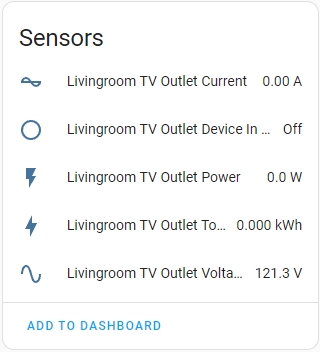 Sensors
Livingroom TV Outlet Current 0.00 A
Livingroom TV Outlet Device In ... Off
Livingroom TV Outlet Power 0.0 W
Livingroom TV Outlet To... 0.000 kWh
Livingroom TV Outlet Volta... 121.3 V
ADD TO DASHBOARD